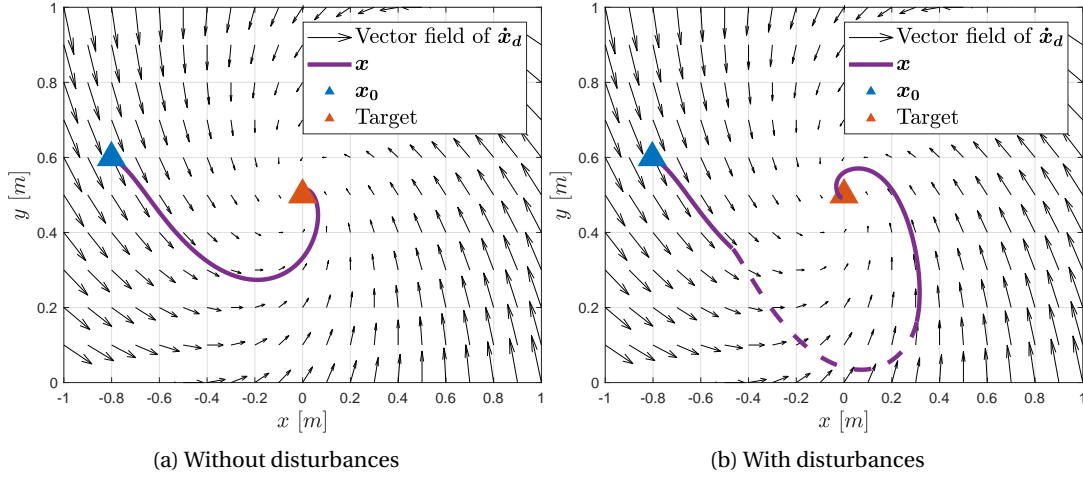 Vector field of ẋ_d
x
x_0
Target
1
0.8
0.6
0.4
0.2
0
y [m]
-1 -0.8 -0.6 -0.4 -0.2 0 0.2 0.4 0.6 0.8 1
x [m]
(a) Without disturbances
Vector field of ẋ_d
x
x_0
Target
1
0.8
0.6
0.4
0.2
0
y [m]
-1 -0.8 -0.6 -0.4 -0.2 0 0.2 0.4 0.6 0.8 1
x [m]
(b) With disturbances